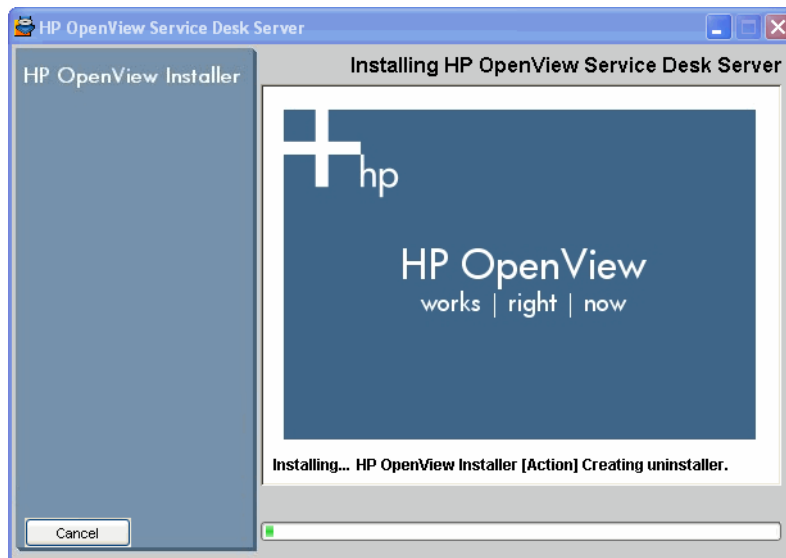 HP OpenView Service Desk Server
HP OpenView Installer
Installing HP OpenView Service Desk Server
hp
HP OpenView
works | right | now
Installing... HP OpenView Installer [Action] Creating uninstaller.
Cancel